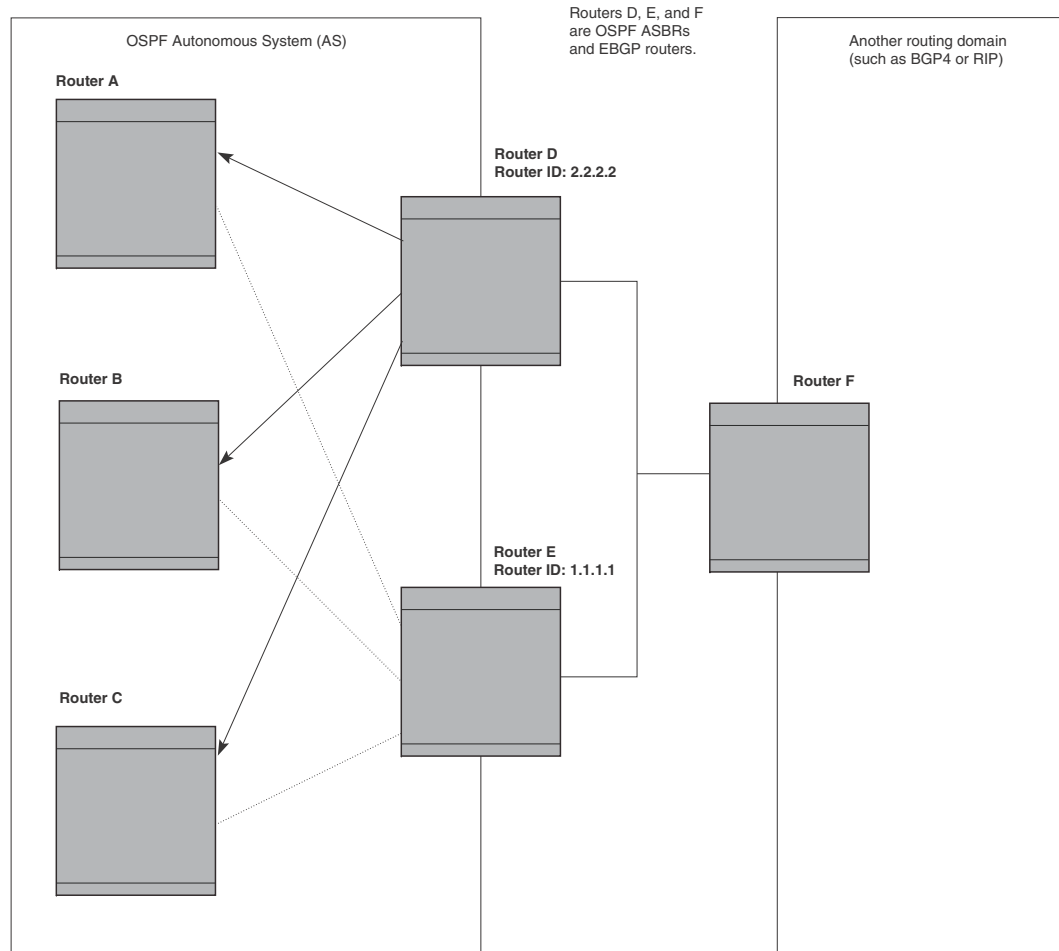 Routers D, E, and F
are OSPF ASBRs
and EBGP routers.
OSPF Autonomous System (AS)
Another routing domain
(such as BGP4 or RIP)
Router A
Router D
Router ID: 2.2.2.2
Router B
Router F
Router E
Router ID: 1.1.1.1
Router C